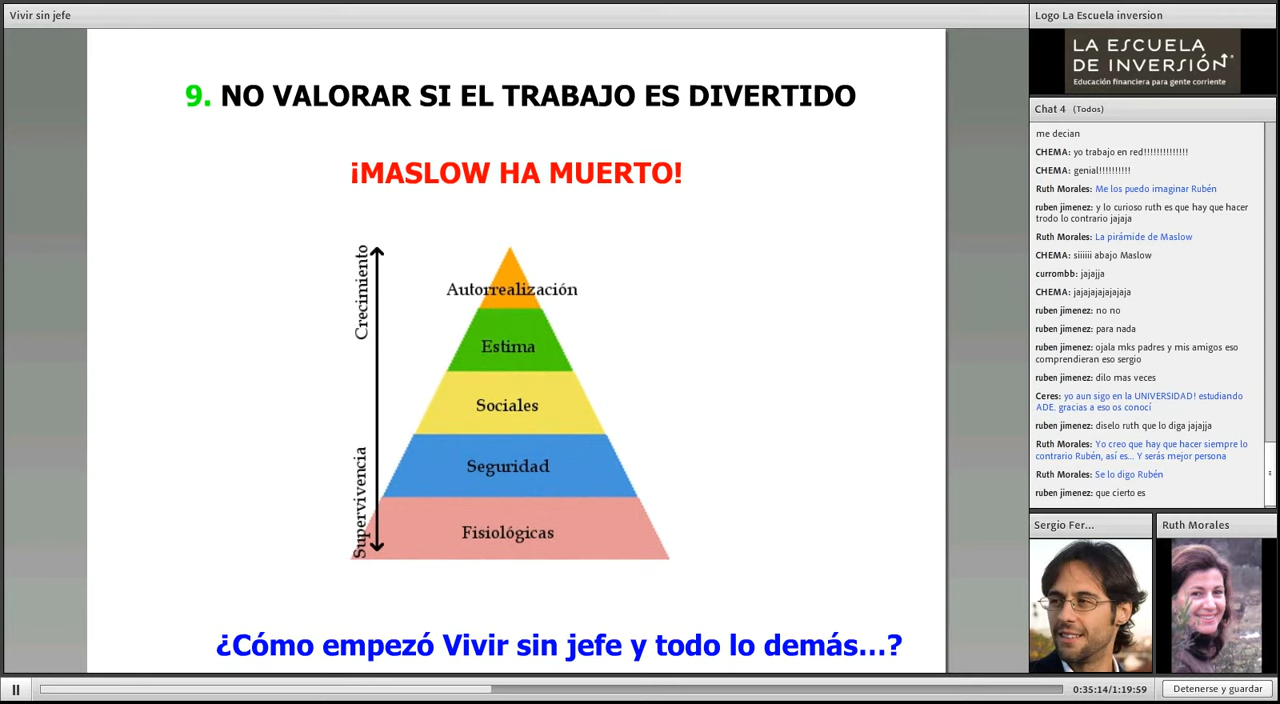 Vivir sin jefe
9. NO VALORAR SI EL TRABAJO ES DIVERTIDO
¡MASLOW HA MUERTO!
Crecimiento
Supervivencia
Autorrealización
Estima
Sociales
Seguridad
Fisiológicas
¿Cómo empezó Vivir sin jefe y todo lo demás...?
Logo La Escuela inversion
LA ESCUELA
DE INVERSIÓN
Educación financiera para gente corriente
Chat 4 (Todos)
me decian
CHEMA: yo trabajo en red!!!!!!!!!!!!!!
CHEMA: genial!!!!!!!!!!
Ruth Morales: Me los puedo imaginar Rubén
ruben jimenez: y lo curioso ruth es que hay que hacer
trodo lo contrario jajaja
Ruth Morales: La pirámide de Maslow
CHEMA: siiiiii abajo Maslow
currombb: jajajja
CHEMA: jajajajajajajaja
ruben jimenez: no no
ruben jimenez: para nada
ruben jimenez: ojala mks padres y mis amigos eso
comprendieran eso sergio
ruben jimenez: dilo mas veces
Ceres: yo aun sigo en la UNIVERSIDAD! estudiando
ADE. gracias a eso os conocí
ruben jimenez: diselo ruth que lo diga jajajja
Ruth Morales: Yo creo que hay que hacer siempre lo
contrario Rubén, así es... Y serás mejor persona
Ruth Morales: Se lo digo Rubén
ruben jimenez: que cierto es
Sergio Fer...
Ruth Morales
0:35:14/1:19:59
Detenerse y guardar